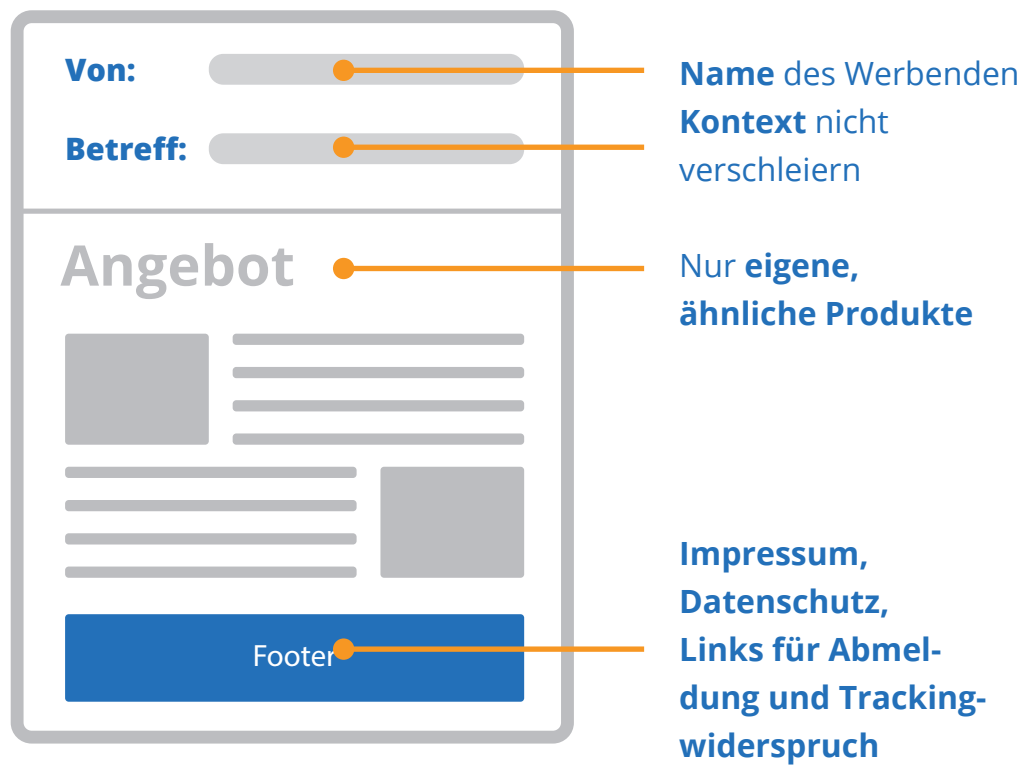 Von:
Betreff:
Angebot
Footer
Name des Werbenden
Kontext nicht
verschleiern
Nur eigene,
ähnliche Produkte
Impressum,
Datenschutz,
Links für Abmel-
dung und Tracking-
widerspruch